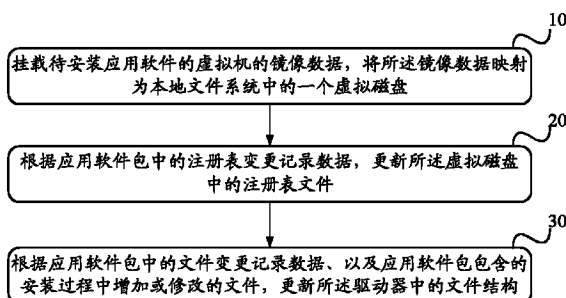 10
挂载待安装应用软件的虚拟机的镜像数据，将所述镜像数据映射
为本地文件系统中的一个虚拟磁盘
20
根据应用软件包中的注册表变更记录数据，更新所述虚拟磁盘
中的注册表文件
30
根据应用软件包中的文件变更记录数据、以及应用软件包包含的
安装过程中增加或修改的文件，更新所述驱动器中的文件结构